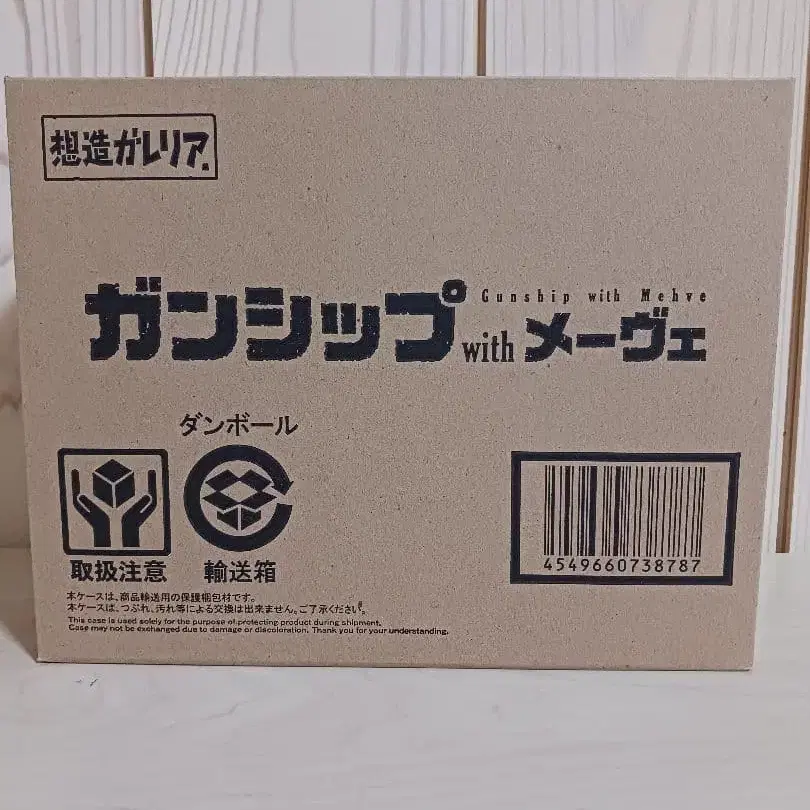 想造ガレリア
Gunship with Mehve
ガンシップ with メーヴェ
ダンボール
取扱注意 輸送箱
4549660738787
本ケースは、商品輸送用の保護梱包材です。
本ケースは、つぶれ、汚れ等による交換は出来ません。ご了承ください。
This case is used solely for the purpose of protecting product during shipment.
Case may not be exchanged due to damage or discoloration. Thank you for your understanding.